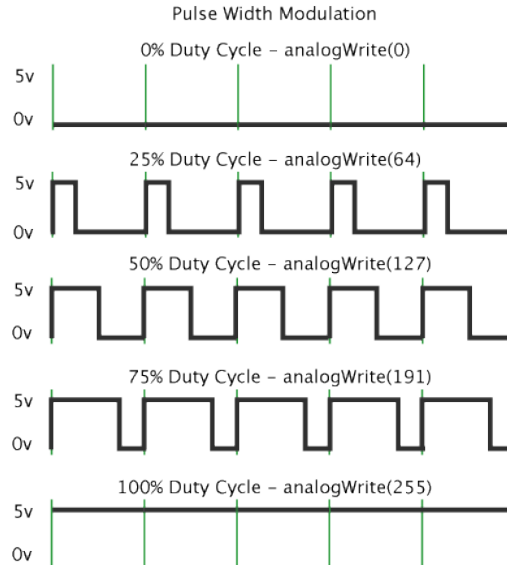 Pulse Width Modulation
0% Duty Cycle – analogWrite(0)
5v
0v
25% Duty Cycle – analogWrite(64)
5v
0v
50% Duty Cycle – analogWrite(127)
5v
0v
75% Duty Cycle – analogWrite(191)
5v
0v
100% Duty Cycle – analogWrite(255)
5v
0v